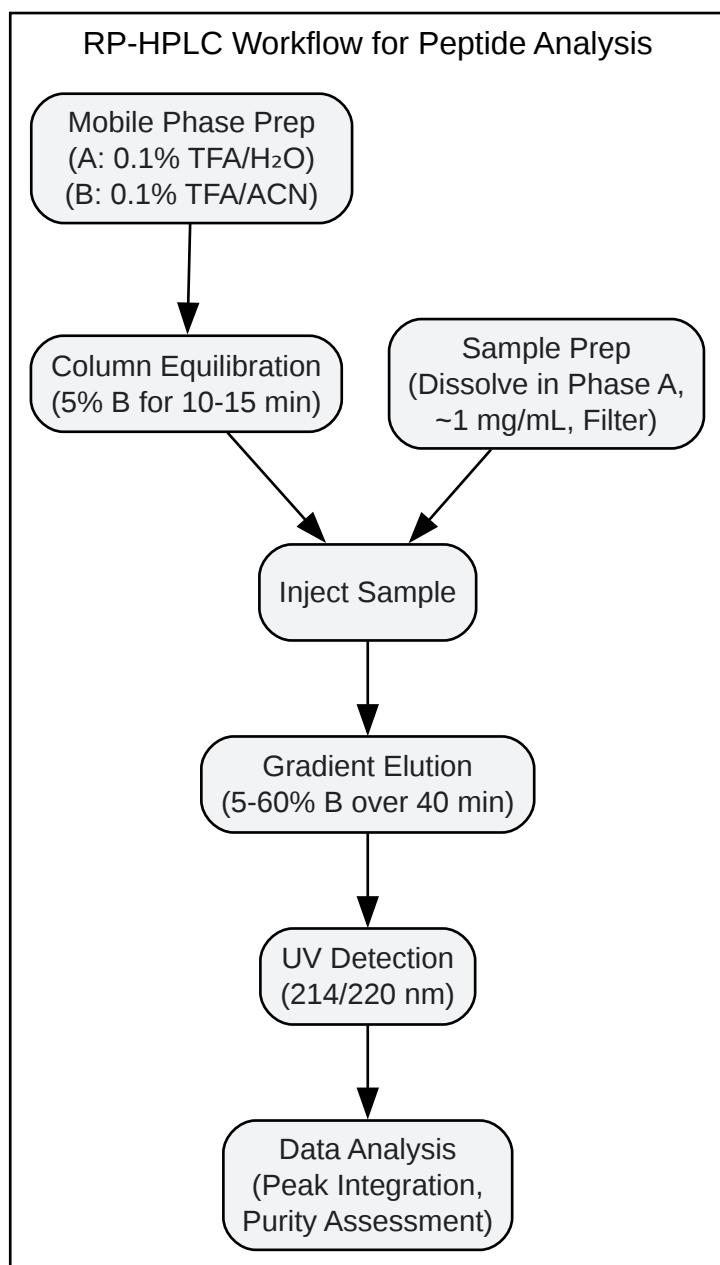 RP-HPLC Workflow for Peptide Analysis
Mobile Phase Prep
(A: 0.1% TFA/H₂O)
(B: 0.1% TFA/ACN)
Column Equilibration
(5% B for 10-15 min)
Sample Prep
(Dissolve in Phase A,
~1 mg/mL, Filter)
Inject Sample
Gradient Elution
(5-60% B over 40 min)
UV Detection
(214/220 nm)
Data Analysis
(Peak Integration,
Purity Assessment)